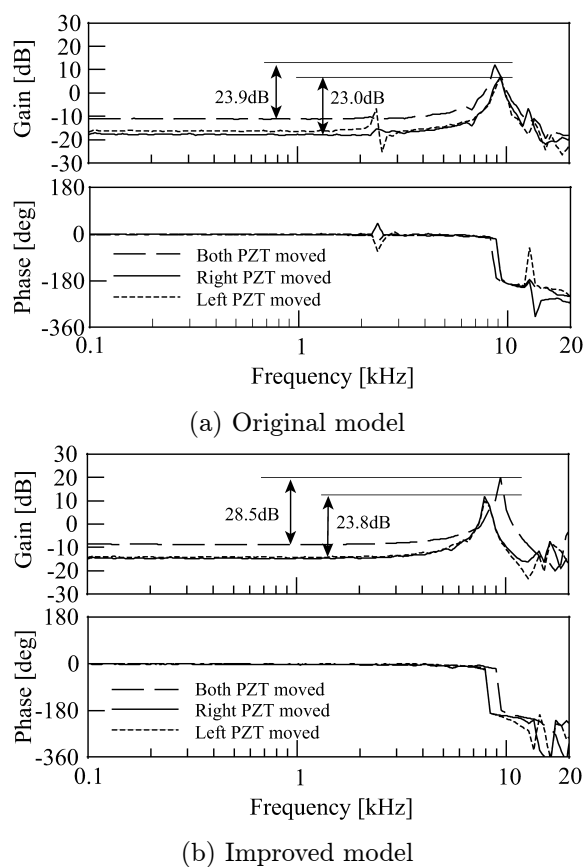 Gain [dB]
30
20
10
0
-10
-20
-30
23.9dB
23.0dB
Phase [deg]
180
0
-180
-360
Both PZT moved
Right PZT moved
Left PZT moved
0.1
1
10
20
Frequency [kHz]
(a) Original model
Gain [dB]
30
20
10
0
-10
-20
-30
28.5dB
23.8dB
Phase [deg]
180
0
-180
-360
Both PZT moved
Right PZT moved
Left PZT moved
0.1
1
10
20
Frequency [kHz]
(b) Improved model